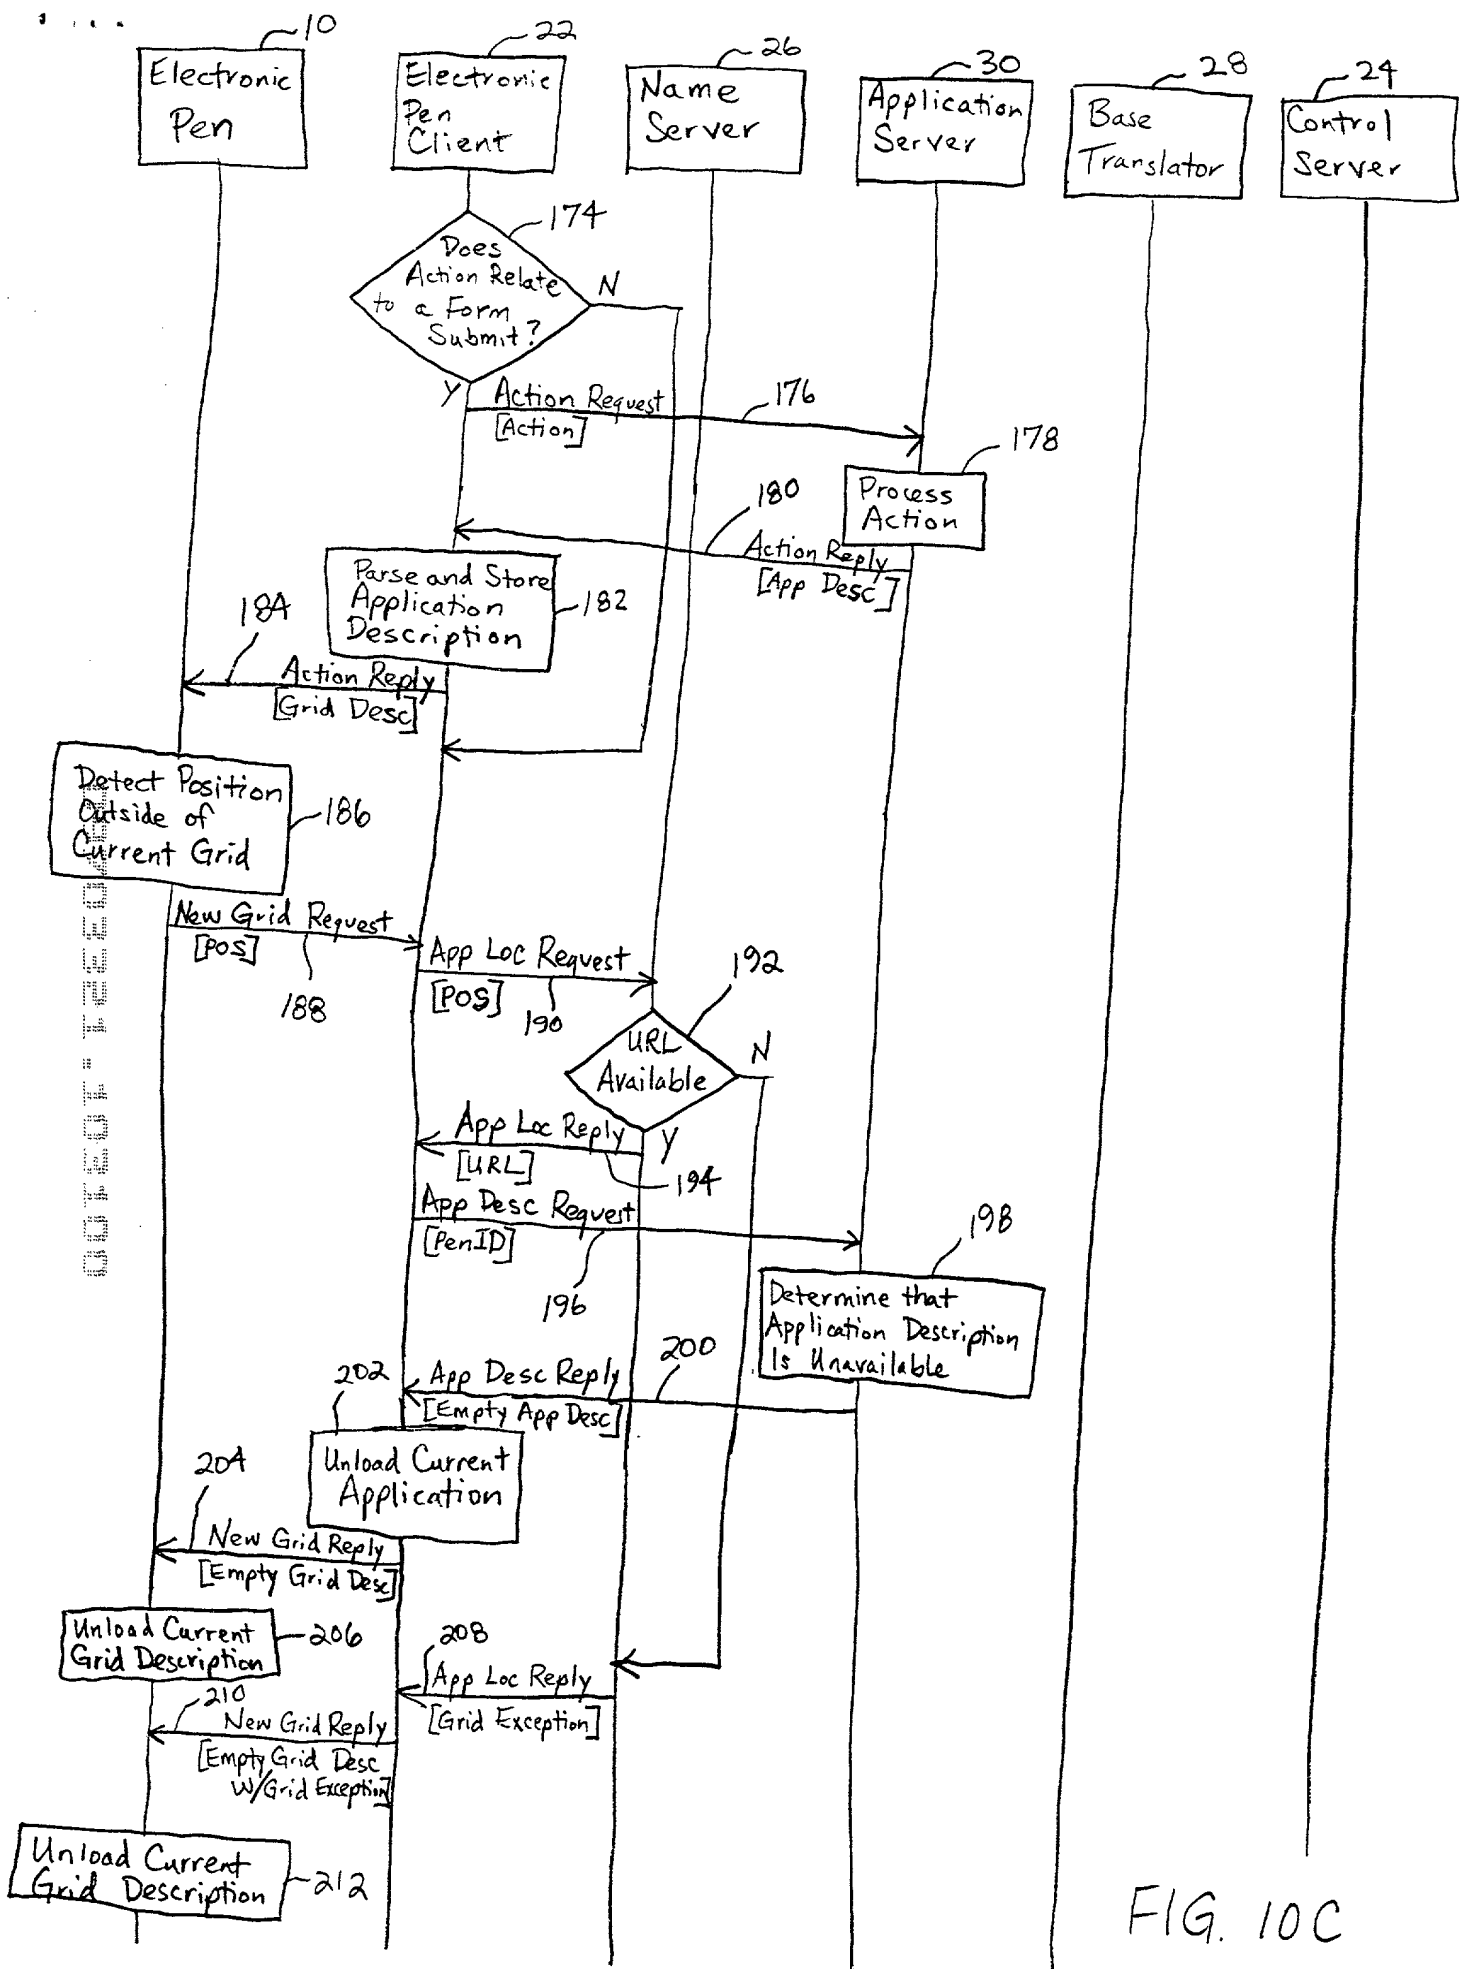 10
22
26
30
28
24
Electronic
Pen
Electronic
Pen
Client
Name
Server
Application
Server
Base
Translator
Control
Server
174
Does
Action Relate
to a Form
Submit?
N
Y
Action Request
[Action]
176
178
Process
Action
180
Action Reply
[App Desc]
Parse and Store
Application
Description
182
184
Action Reply
[Grid Desc]
Detect Position
Outside of
Current Grid
186
New Grid Request
[POS]
188
App Loc Request
[POS]
190
192
URL
Available
N
Y
App Loc Reply
[URL]
194
App Desc Request
[PenID]
196
198
Determine that
Application Description
Is Unavailable
200
App Desc Reply
[Empty App Desc]
202
Unload Current
Application
204
New Grid Reply
[Empty Grid Desc]
Unload Current
Grid Description
206
208
App Loc Reply
[Grid Exception]
210
New Grid Reply
[Empty Grid Desc
W/Grid Exception]
Unload Current
Grid Description
212
FIG. 10C